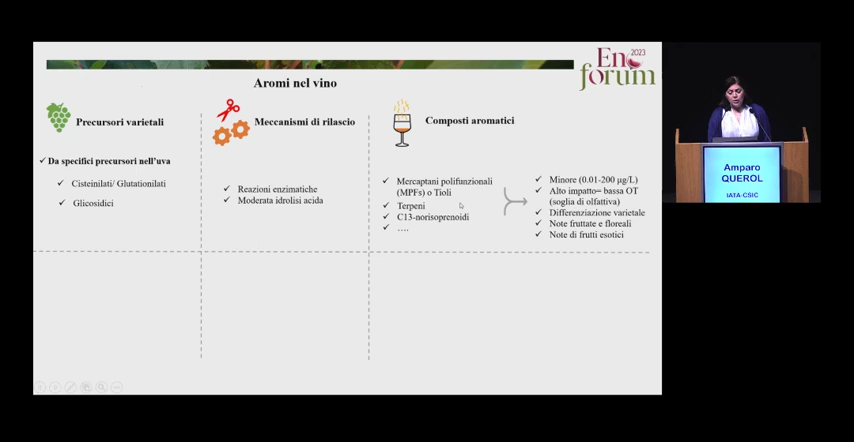 2023
En
forum
Aromi nel vino
Precursori varietali
Meccanismi di rilascio
Composti aromatici
Da specifici precursori nell'uva
Cisteinilati/ Glutationilati
Glicosidici
Reazioni enzimatiche
Moderata idrolisi acida
Mercaptani polifunzionali
(MPFs) o Tioli
Terpeni
C13-norisoprenoidi
….
Minore (0.01-200 μg/L)
Alto impatto= bassa OT
(soglia di olfattiva)
Differenziazione varietale
Note fruttate e floreali
Note di frutti esotici
Amparo
QUEROL
IATA-CSIC